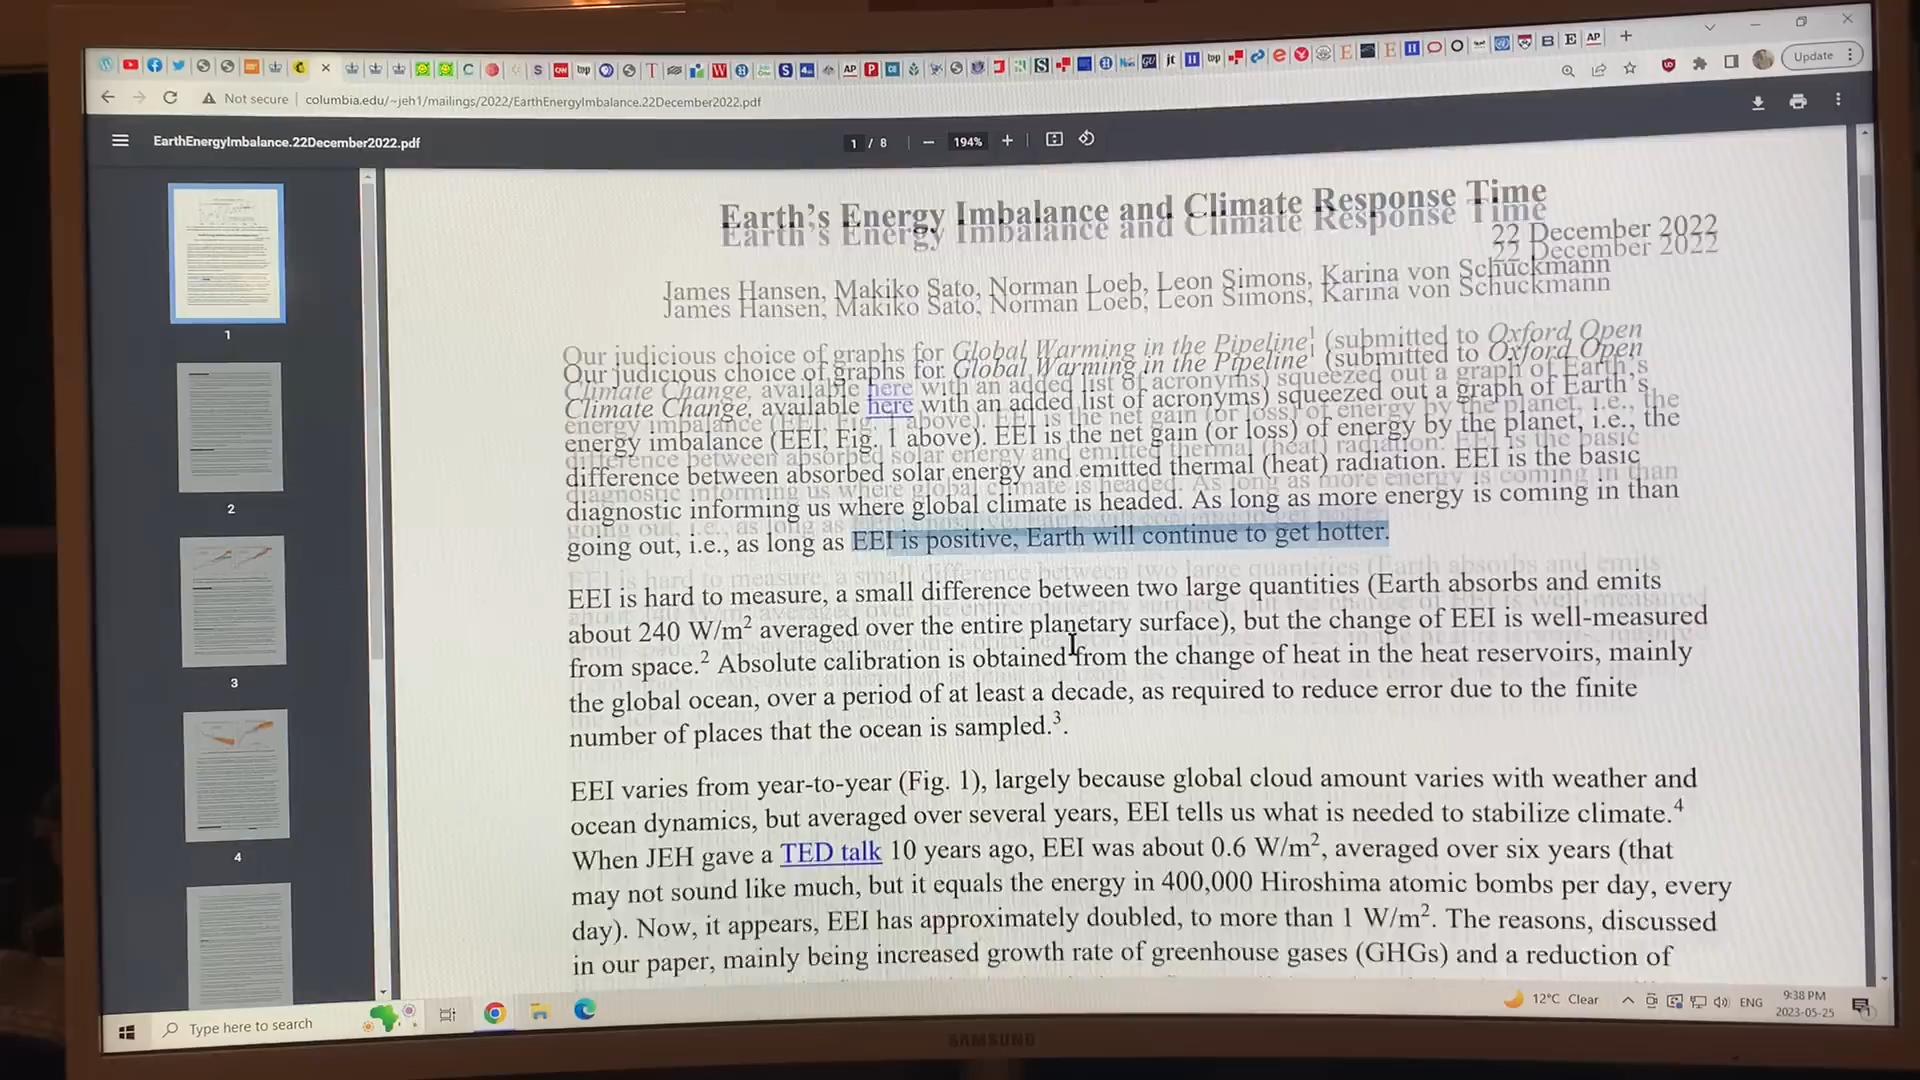 Update
Not secure | columbia.edu/~jeh1/mailings/2022/EarthEnergyImbalance.22December2022.pdf
EarthEnergyImbalance.22December2022.pdf
1 / 8
194%
1
2
3
4
Earth's Energy Imbalance and Climate Response Time
22 December 2022
James Hansen, Makiko Sato, Norman Loeb, Leon Simons, Karina von Schuckmann
Our judicious choice of graphs for Global Warming in the Pipeline¹ (submitted to Oxford Open
Climate Change, available here with an added list of acronyms) squeezed out a graph of Earth's
energy imbalance (EEI, Fig. 1 above). EEI is the net gain (or loss) of energy by the planet, i.e., the
difference between absorbed solar energy and emitted thermal (heat) radiation. EEI is the basic
diagnostic informing us where global climate is headed. As long as more energy is coming in than
going out, i.e., as long as EEI is positive, Earth will continue to get hotter.
EEI is hard to measure, a small difference between two large quantities (Earth absorbs and emits
about 240 W/m² averaged over the entire planetary surface), but the change of EEI is well-measured
from space.² Absolute calibration is obtained from the change of heat in the heat reservoirs, mainly
the global ocean, over a period of at least a decade, as required to reduce error due to the finite
number of places that the ocean is sampled.³.
EEI varies from year-to-year (Fig. 1), largely because global cloud amount varies with weather and
ocean dynamics, but averaged over several years, EEI tells us what is needed to stabilize climate.⁴
When JEH gave a TED talk 10 years ago, EEI was about 0.6 W/m², averaged over six years (that
may not sound like much, but it equals the energy in 400,000 Hiroshima atomic bombs per day, every
day). Now, it appears, EEI has approximately doubled, to more than 1 W/m². The reasons, discussed
in our paper, mainly being increased growth rate of greenhouse gases (GHGs) and a reduction of
Type here to search
12°C Clear
ENG
9:38 PM
2023-05-25
SAMSUNG